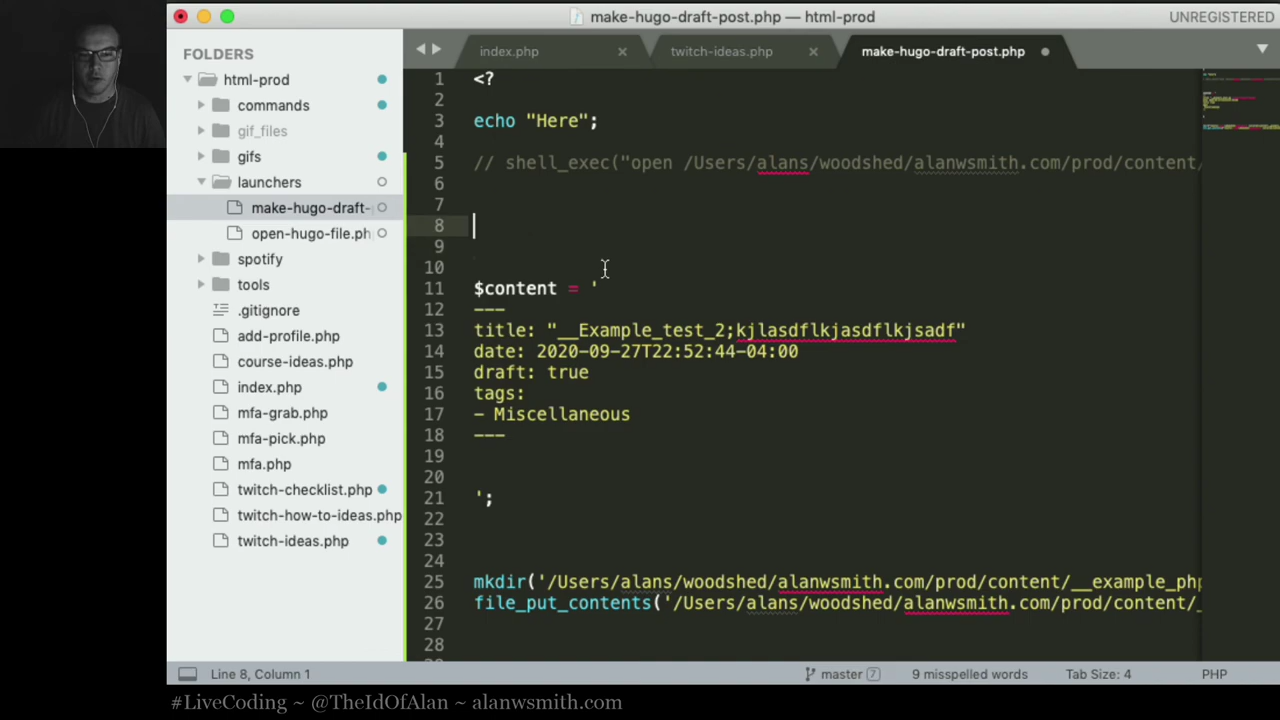 make-hugo-draft-post.php — html-prod
UNREGISTERED
FOLDERS
html-prod
commands
gif_files
gifs
launchers
make-hugo-draft-
open-hugo-file.ph
spotify
tools
.gitignore
add-profile.php
course-ideas.php
index.php
mfa-grab.php
mfa-pick.php
mfa.php
twitch-checklist.php
twitch-how-to-ideas.php
twitch-ideas.php
index.php
twitch-ideas.php
make-hugo-draft-post.php
1 <?
2
3 echo "Here";
4
5 // shell_exec("open /Users/alans/woodshed/alanwsmith.com/prod/content/
6
7
8
9
10
11 $content = '
12 ---
13 title: "__Example_test_2;kjlasdflkjasdflkjsadf"
14 date: 2020-09-27T22:52:44-04:00
15 draft: true
16 tags:
17 - Miscellaneous
18 ---
19
20
21 ';
22
23
24
25 mkdir('/Users/alans/woodshed/alanwsmith.com/prod/content/__example_php
26 file_put_contents('/Users/alans/woodshed/alanwsmith.com/prod/content/_
27
28
Line 8, Column 1
master 7
9 misspelled words
Tab Size: 4
PHP
#LiveCoding ~ @TheIdOfAlan ~ alanwsmith.com